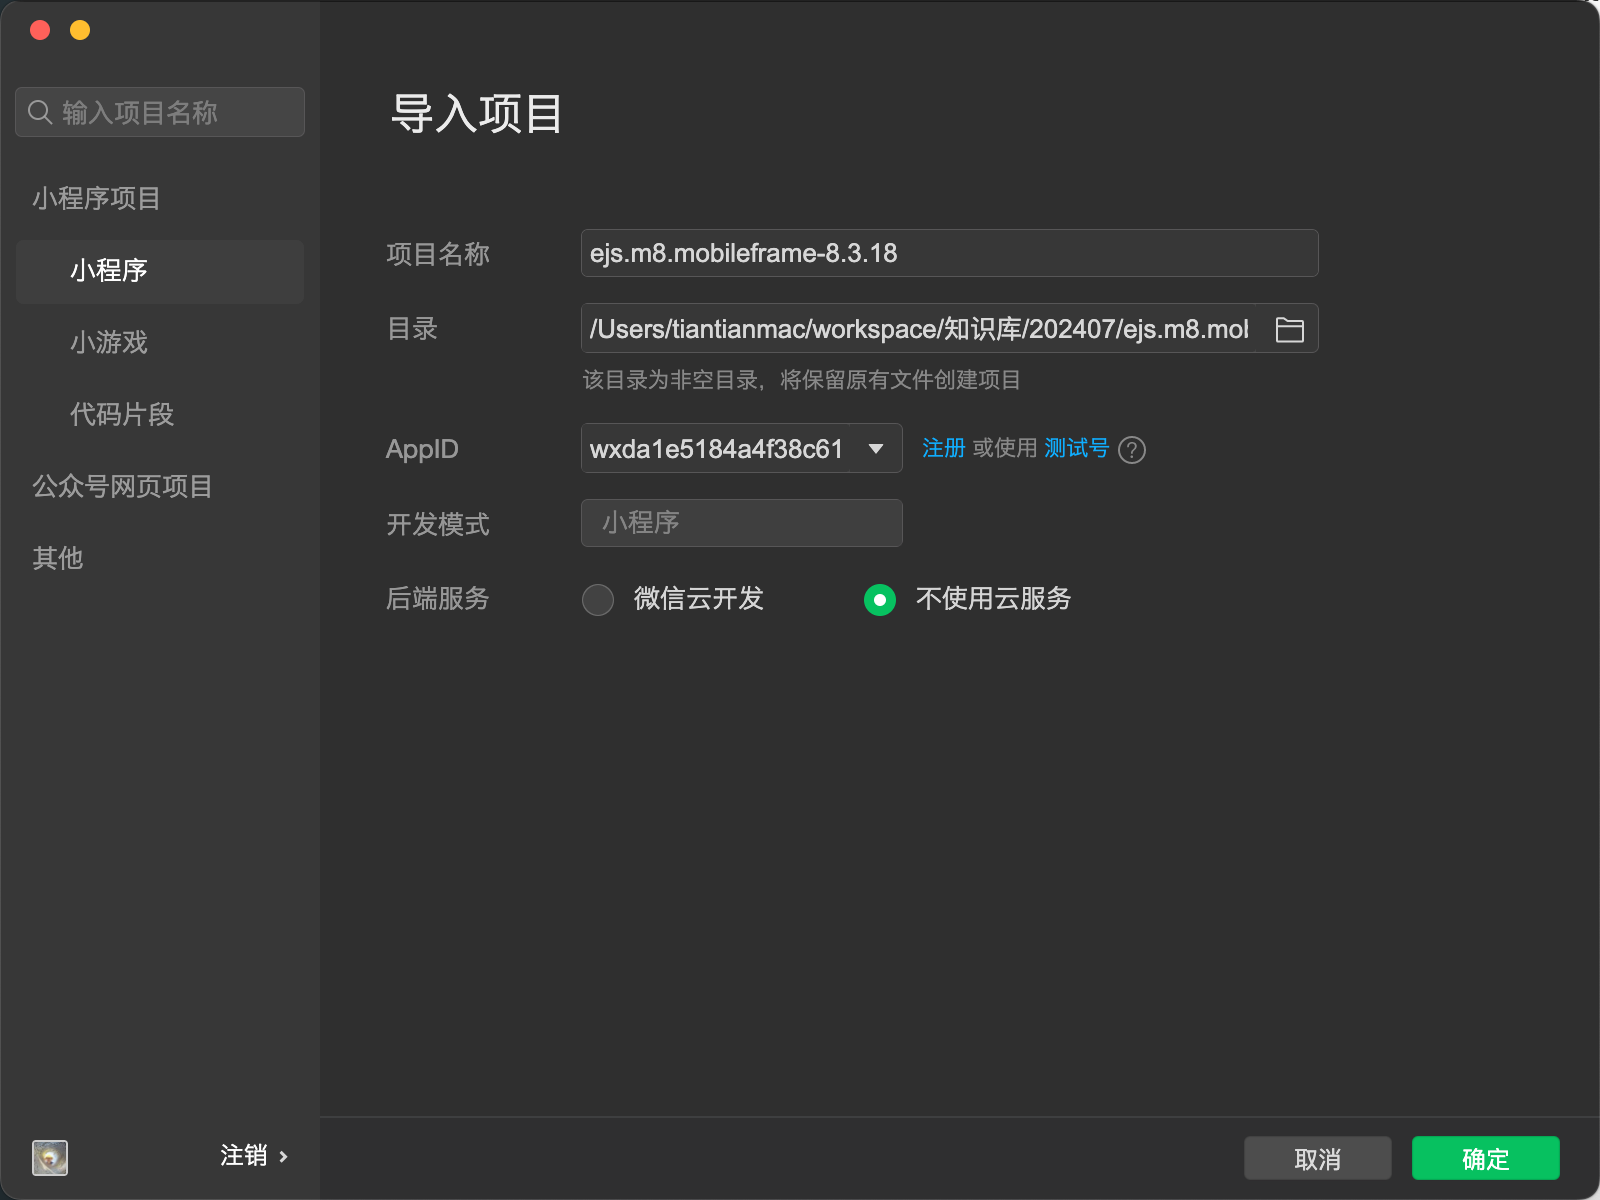 输入项目名称
小程序项目
小程序
小游戏
代码片段
公众号网页项目
其他
注销
导入项目
项目名称 ejs.m8.mobileframe-8.3.18
目录 /Users/tiantianmac/workspace/知识库/202407/ejs.m8.mob
该目录为非空目录，将保留原有文件创建项目
AppID wxda1e5184a4f38c61 注册 或使用 测试号 ?
开发模式 小程序
后端服务 微信云开发 不使用云服务
取消 确定